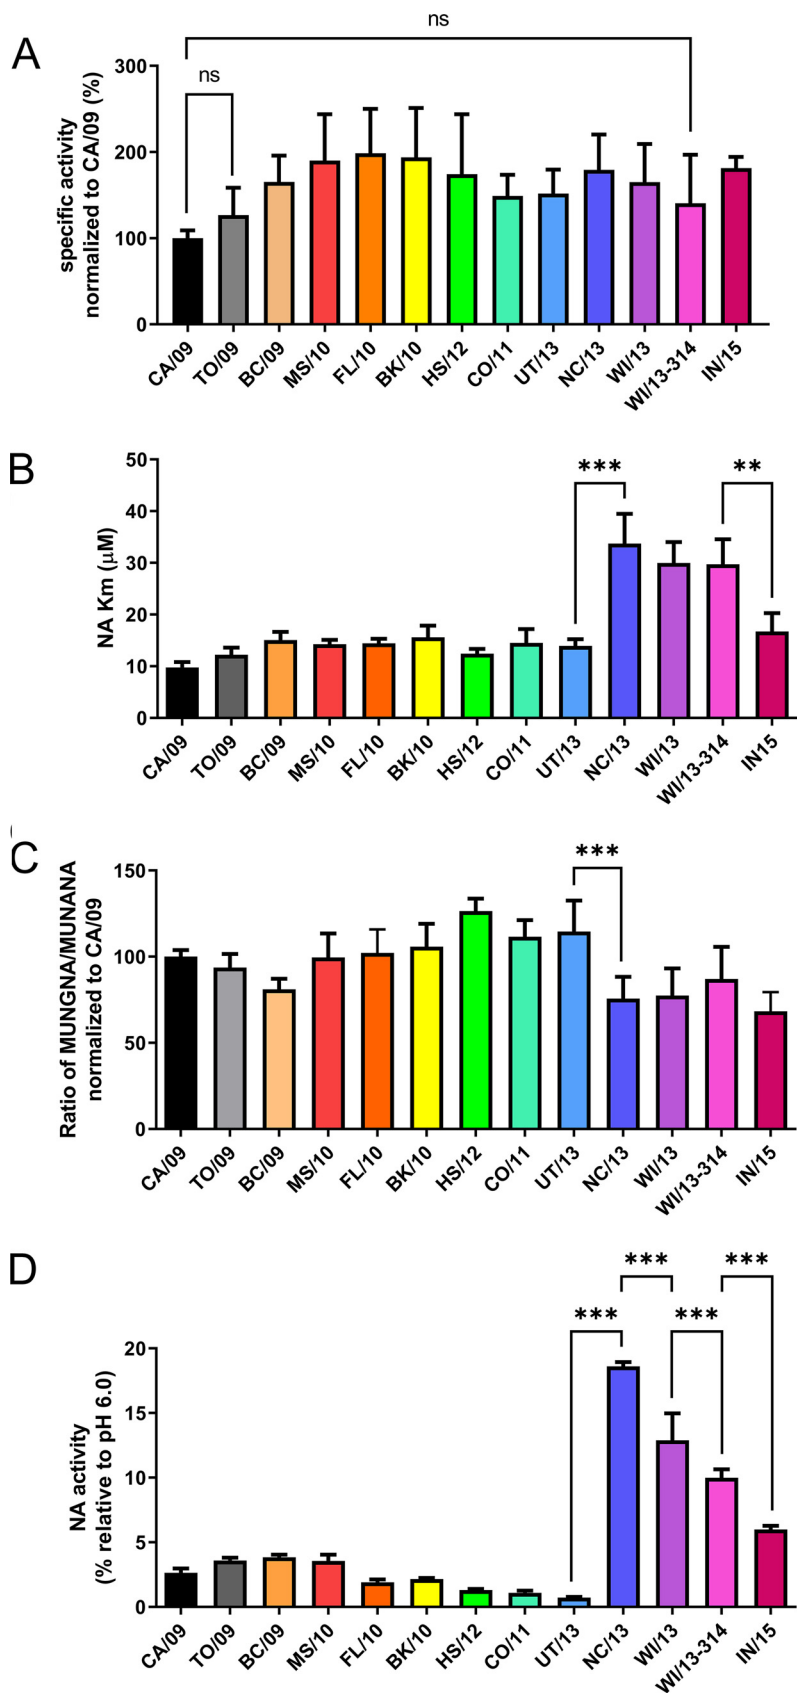 A
ns
ns
specific activity
normalized to CA/09 (%)
300
200
100
0
CA/09
TO/09
BC/09
MS/10
FL/10
BK/10
HS/12
CO/11
UT/13
NC/13
WI/13
WI/13-314
IN/15
B
NA Km (µM)
50
40
30
20
10
0
***
**
CA/09
TO/09
BC/09
MS/10
FL/10
BK/10
HS/12
CO/11
UT/13
NC/13
WI/13
WI/13-314
IN15
C
Ratio of MUNGNA/MUNANA
normalized to CA/09
150
100
50
0
***
CA/09
TO/09
BC/09
MS/10
FL/10
BK/10
HS/12
CO/11
UT/13
NC/13
WI/13
WI/13-314
IN/15
D
*** ***
*** ***
NA activity
(% relative to pH 6.0)
20
15
10
5
0
CA/09
TO/09
BC/09
MS/10
FL/10
BK/10
HS/12
CO/11
UT/13
NC/13
WI/13
WI/13-314
IN/15